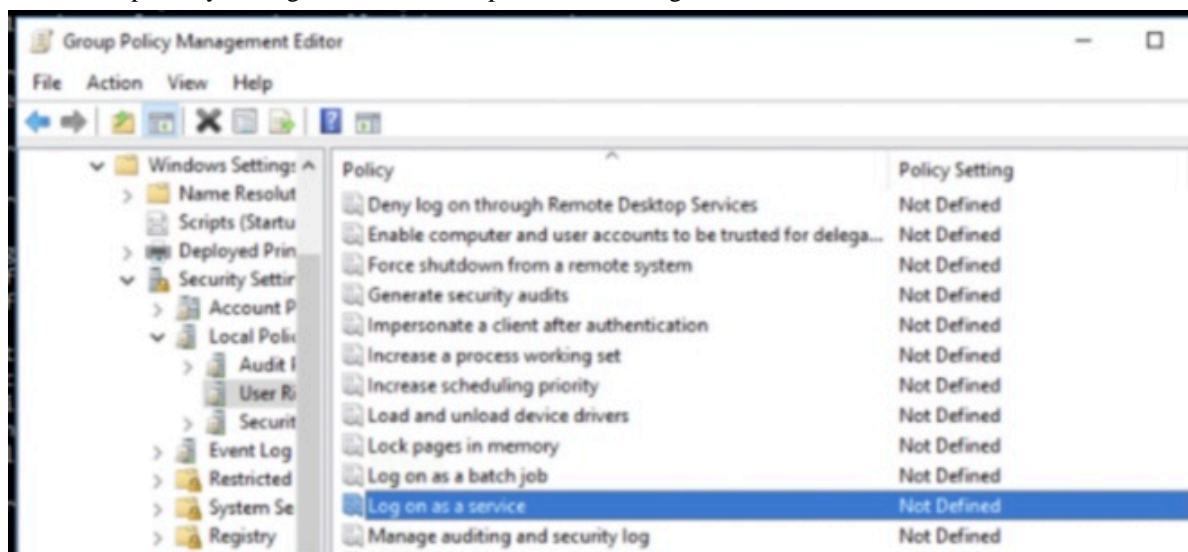 Group Policy Management Editor
File Action View Help
Windows Settings
Name Resolut
Scripts (Startu
Deployed Prin
Security Settir
Account P
Local Polic
Audit
User Ri
Securit
Event Log
Restricted
System Se
Registry
Policy Policy Setting
Deny log on through Remote Desktop Services Not Defined
Enable computer and user accounts to be trusted for delega... Not Defined
Force shutdown from a remote system Not Defined
Generate security audits Not Defined
Impersonate a client after authentication Not Defined
Increase a process working set Not Defined
Increase scheduling priority Not Defined
Load and unload device drivers Not Defined
Lock pages in memory Not Defined
Log on as a batch job Not Defined
Log on as a service Not Defined
Manage auditing and security log Not Defined